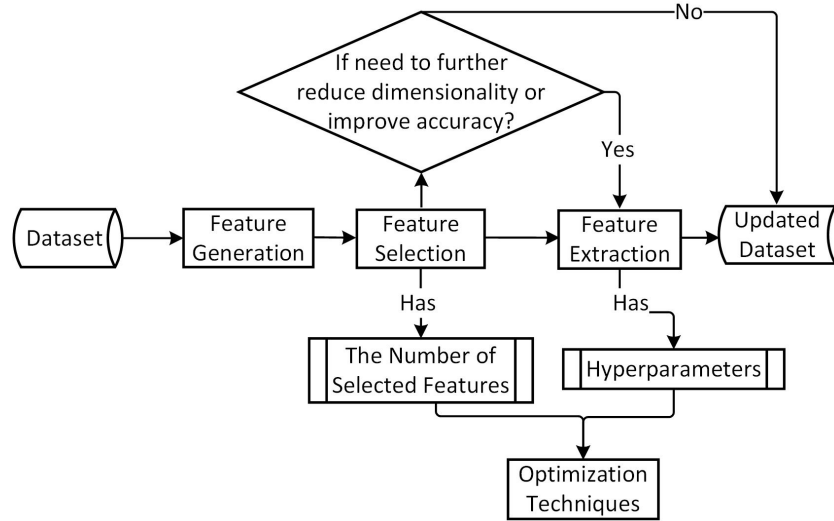 No
If need to further
reduce dimensionality or
improve accuracy?
Yes
Dataset
Feature
Generation
Feature
Selection
Feature
Extraction
Updated
Dataset
Has
Has
The Number of
Selected Features
Hyperparameters
Optimization
Techniques